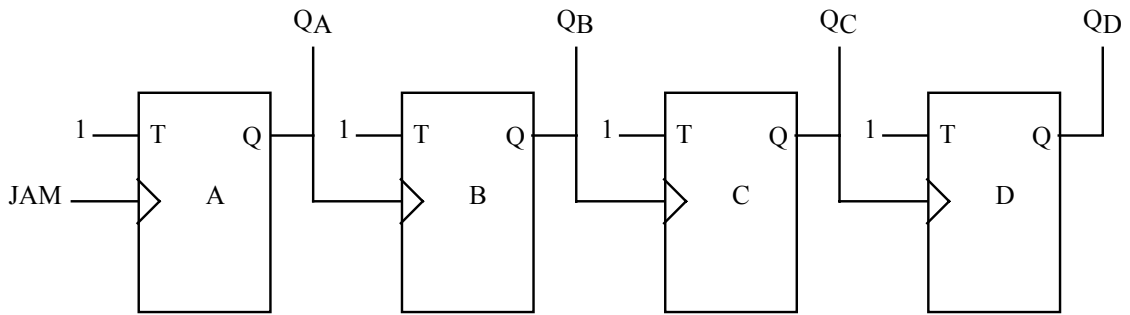 QA QB QC QD
1 T Q 1 T Q 1 T Q 1 T Q
JAM A B C D